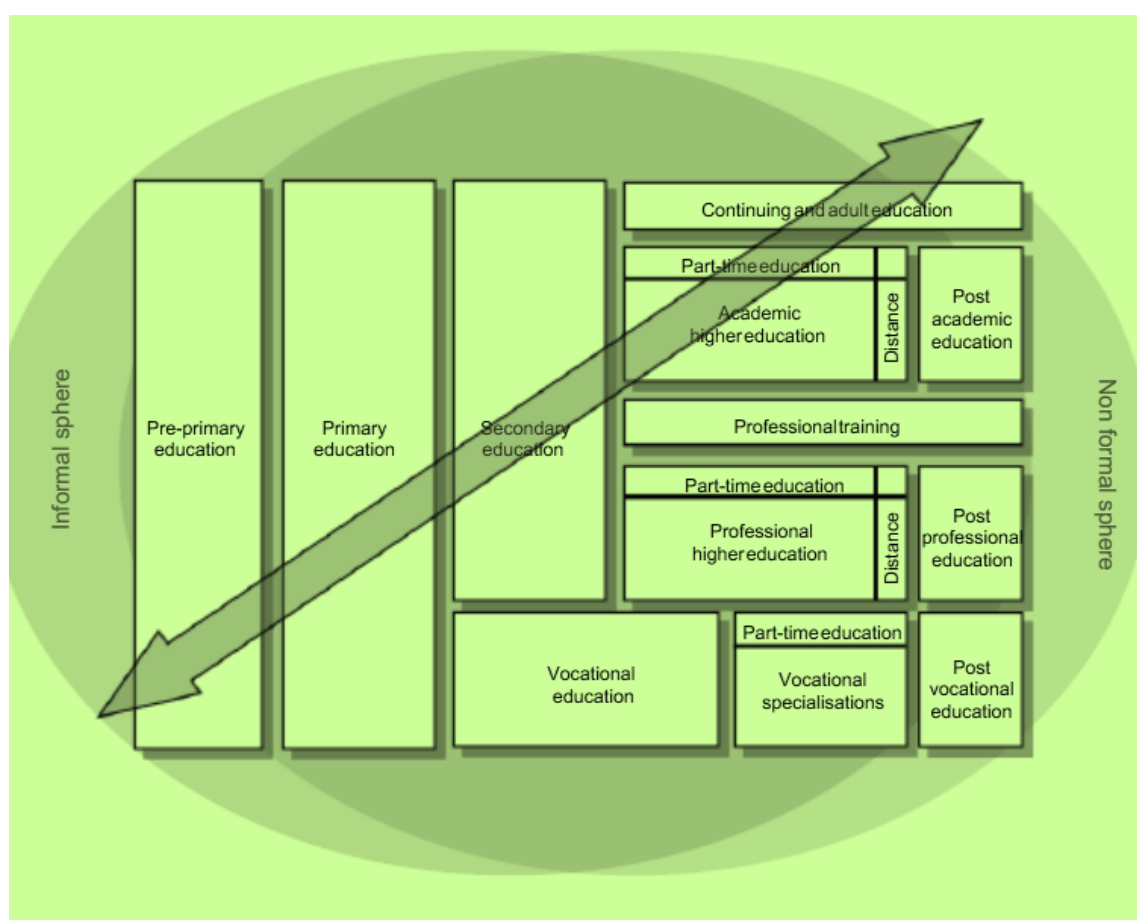 Informal sphere
Pre-primary
education
Primary
education
Secondary
education
Continuing and adult education
Part-time education
Academic
higher education
Distance
Post
academic
education
Professional training
Part-time education
Professional
higher education
Distance
Post
professional
education
Vocational
education
Part-time education
Vocational
specialisations
Post
vocational
education
Non formal sphere